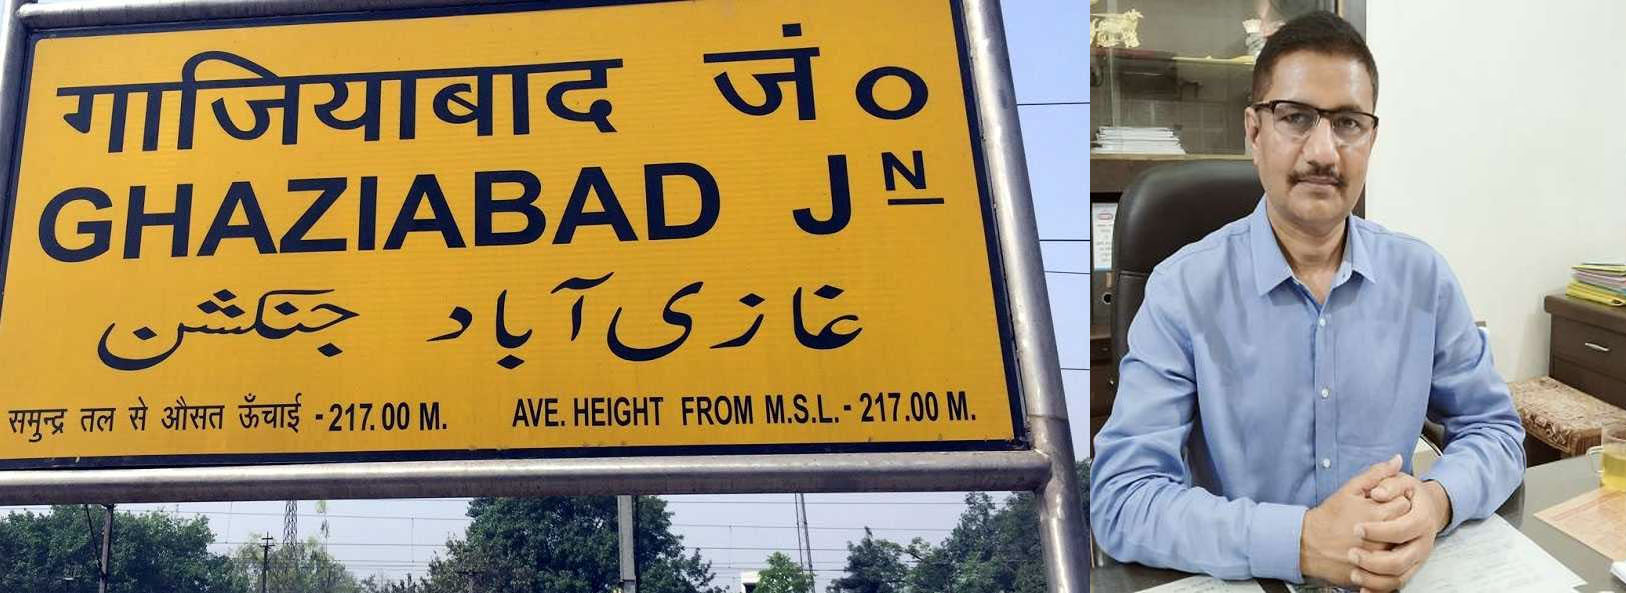 गाजियाबाद जं०
GHAZIABAD JN
غازی آباد جنکشن
समुन्द्र तल से औसत ऊँचाई - 217.00 M. AVE. HEIGHT FROM M.S.L. - 217.00 M.